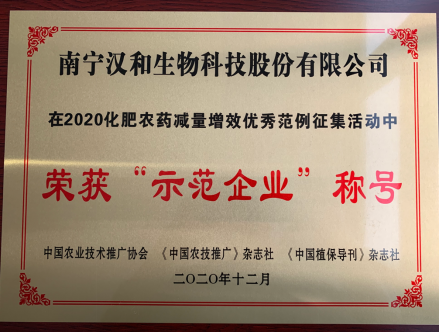 南宁汉和生物科技股份有限公司
在2020化肥农药减量增效优秀范例征集活动中
荣获“示范企业”称号
中国农业技术推广协会 《中国农技推广》杂志社 《中国植保导刊》杂志社
二〇二〇年十二月